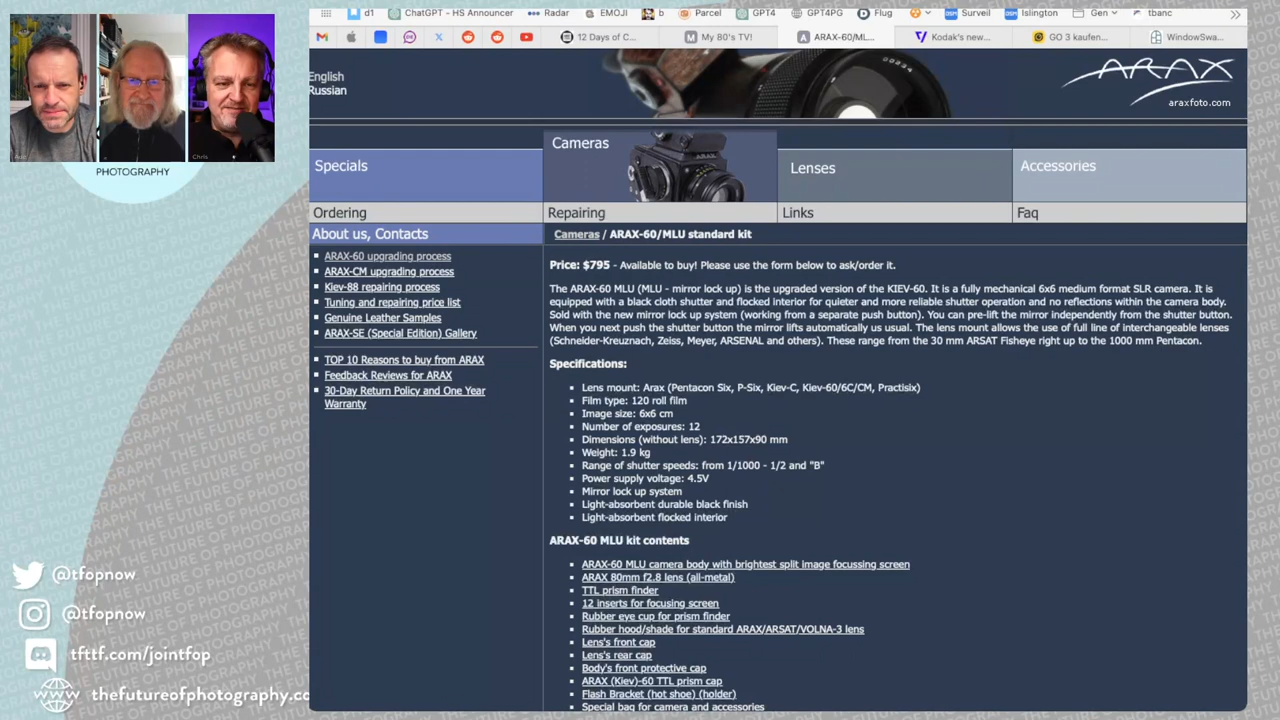 d1
ChatGPT - HS Announcer
Radar
EMOJI
b
Parcel
GPT4
GPT4PG
Flug
Surveil
Islington
Gen
tbanc
12 Days of C...
My 80's TV!
ARAX-60/ML...
Kodak's new...
GO 3 kaufen...
WindowSwa...
English
Russian
ARAX
araxfoto.com
Chris
PHOTOGRAPHY
Specials
Cameras
Lenses
Accessories
Ordering
Repairing
Links
Faq
About us, Contacts
ARAX-60 upgrading process
ARAX-CM upgrading process
Kiev-88 repairing process
Tuning and repairing price list
Genuine Leather Samples
ARAX-SE (Special Edition) Gallery
TOP 10 Reasons to buy from ARAX
Feedback Reviews for ARAX
30-Day Return Policy and One Year
Warranty
Cameras / ARAX-60/MLU standard kit
Price: $795 - Available to buy! Please use the form below to ask/order it.
The ARAX-60 MLU (MLU - mirror lock up) is the upgraded version of the KIEV-60. It is a fully mechanical 6x6 medium format SLR camera. It is
equipped with a black cloth shutter and flocked interior for quieter and more reliable shutter operation and no reflections within the camera body.
Sold with the new mirror lock up system (working from a separate push button). You can pre-lift the mirror independently from the shutter button.
When you next push the shutter button the mirror lifts automatically us usual. The lens mount allows the use of full line of interchangeable lenses
(Schneider-Kreuznach, Zeiss, Meyer, ARSENAL and others). These range from the 30 mm ARSAT Fisheye right up to the 1000 mm Pentacon.
Specifications:
Lens mount: Arax (Pentacon Six, P-Six, Kiev-C, Kiev-60/6C/CM, Practisix)
Film type: 120 roll film
Image size: 6x6 cm
Number of exposures: 12
Dimensions (without lens): 172x157x90 mm
Weight: 1.9 kg
Range of shutter speeds: from 1/1000 - 1/2 and "B"
Power supply voltage: 4.5V
Mirror lock up system
Light-absorbent durable black finish
Light-absorbent flocked interior
ARAX-60 MLU kit contents
ARAX-60 MLU camera body with brightest split image focussing screen
ARAX 80mm f2.8 lens (all-metal)
TTL prism finder
12 inserts for focusing screen
Rubber eye cup for prism finder
Rubber hood/shade for standard ARAX/ARSAT/VOLNA-3 lens
Lens's front cap
Lens's rear cap
Body's front protective cap
ARAX (Kiev)-60 TTL prism cap
Flash Bracket (hot shoe) (holder)
Special bag for camera and accessories
@tfopnow
@tfopnow
tfttf.com/jointfop
thefutureofphotography.co